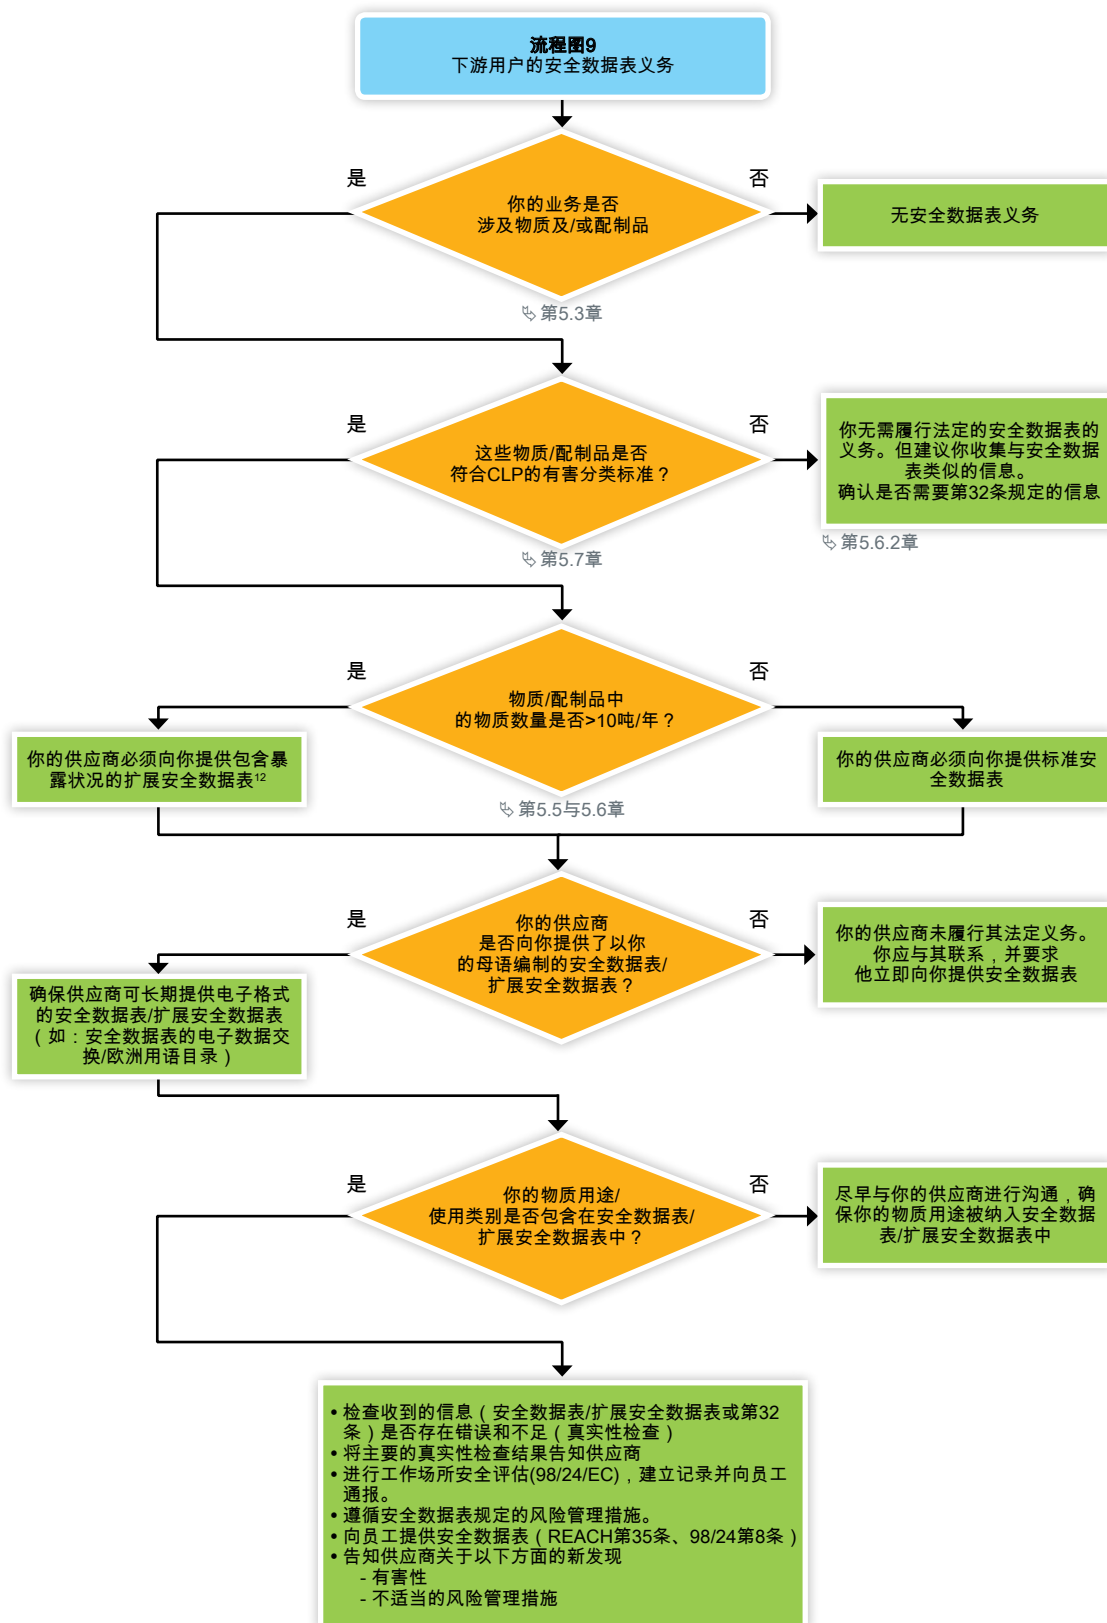 流程图9
下游用户的安全数据表义务
是
否
你的业务是否
涉及物质及/或配制品
无安全数据表义务
第5.3章
是
否
这些物质/配制品是否
符合CLP的有害分类标准？
你无需履行法定的安全数据表的
义务。但建议你收集与安全数据
表类似的信息。
确认是否需要第32条规定的信息
第5.7章
第5.6.2章
是
否
物质/配制品中
的物质数量是否>10吨/年？
你的供应商必须向你提供包含暴
露状况的扩展安全数据表12
你的供应商必须向你提供标准安
全数据表
第5.5与5.6章
是
否
你的供应商
是否向你提供了以你
的母语编制的安全数据表/
扩展安全数据表？
你的供应商未履行其法定义务。
你应与其联系，并要求
他立即向你提供安全数据表
确保供应商可长期提供电子格式
的安全数据表/扩展安全数据表
（如：安全数据表的电子数据交
换/欧洲用语目录）
是
否
你的物质用途/
使用类别是否包含在安全数据表/
扩展安全数据表中？
尽早与你的供应商进行沟通，确
保你的物质用途被纳入安全数据
表/扩展安全数据表中
• 检查收到的信息（安全数据表/扩展安全数据表或第32
条）是否存在错误和不足（真实性检查）
• 将主要的真实性检查结果告知供应商
• 进行工作场所安全评估(98/24/EC)，建立记录并向员工
通报。
• 遵循安全数据表规定的风险管理措施。
• 向员工提供安全数据表（REACH第35条、98/24第8条）
• 告知供应商关于以下方面的新发现
- 有害性
- 不适当的风险管理措施